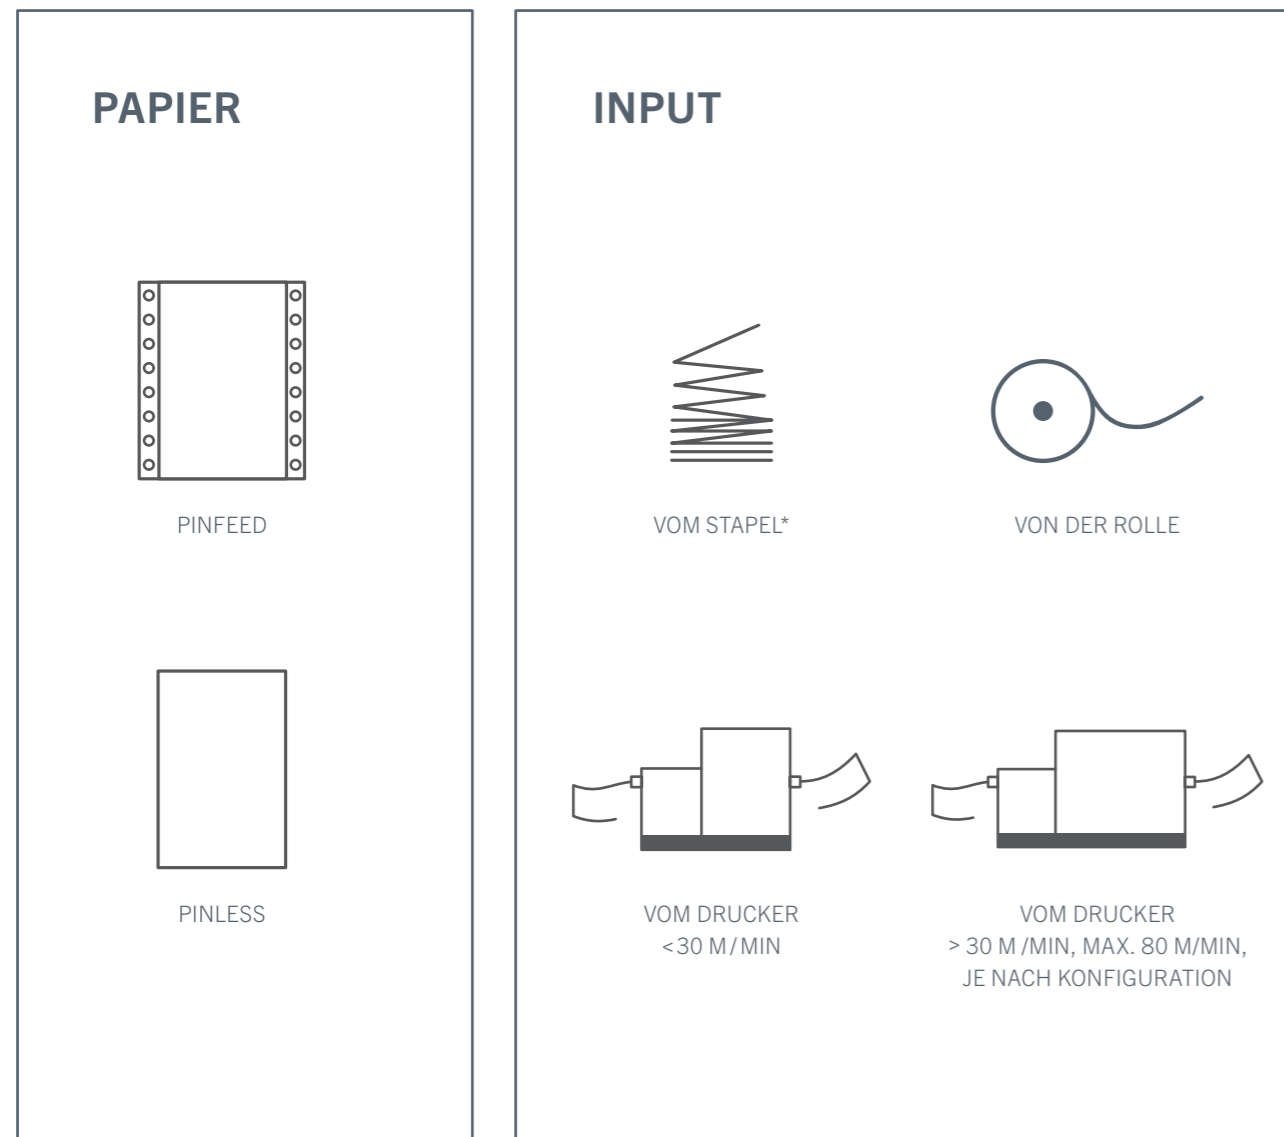 PAPIER
PINFEED
PINLESS
INPUT
VOM STAPEL*
VON DER ROLLE
VOM DRUCKER
<30 M/MIN
VOM DRUCKER
> 30 M/MIN, MAX. 80 M/MIN,
JE NACH KONFIGURATION